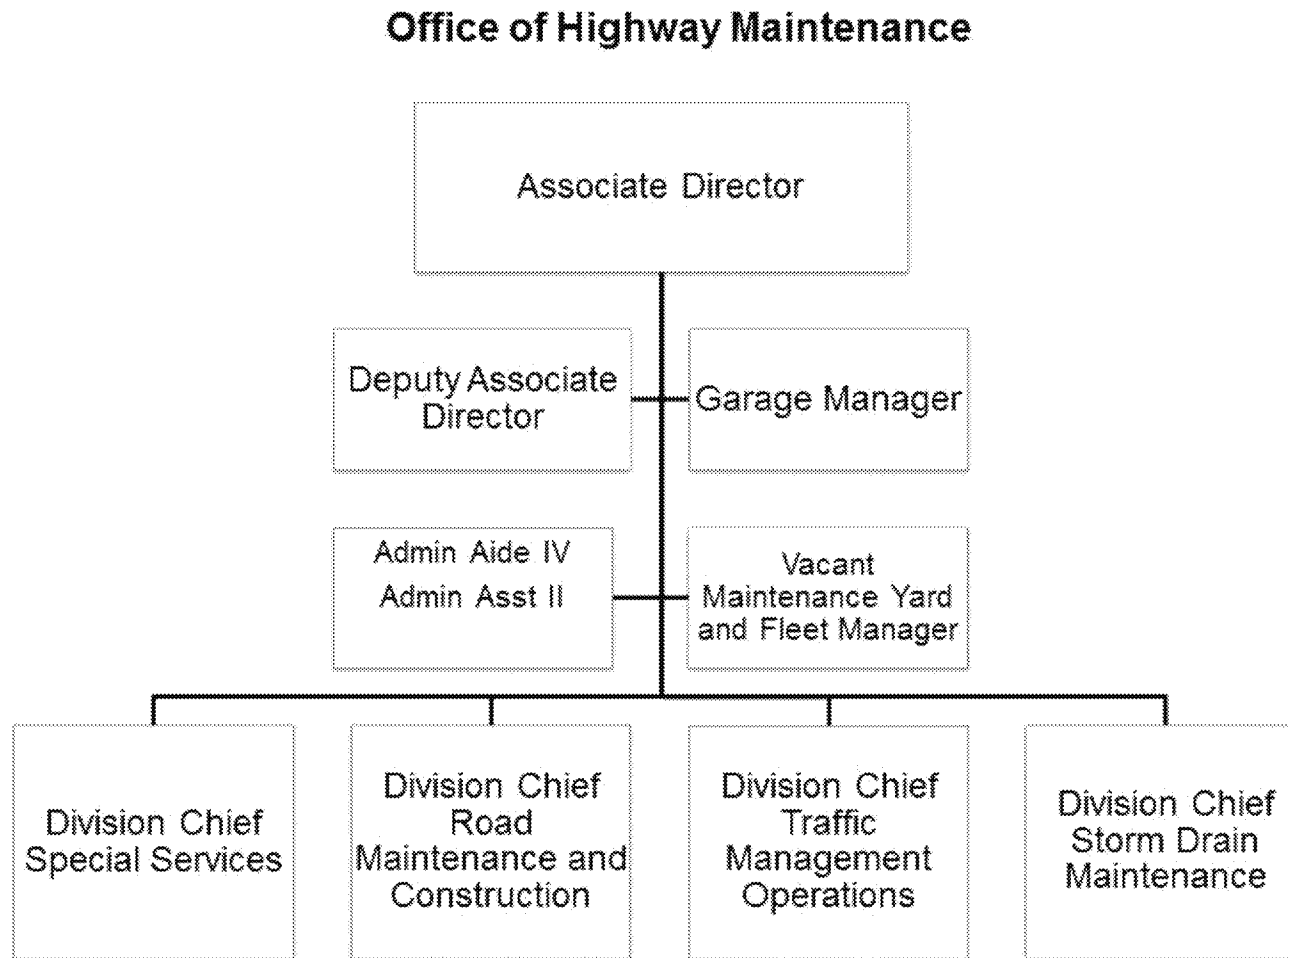 Office of Highway Maintenance
Associate Director
Deputy Associate
Director
Garage Manager
Admin Aide IV
Admin Asst II
Vacant
Maintenance Yard
and Fleet Manager
Division Chief
Special Services
Division Chief
Road
Maintenance and
Construction
Division Chief
Traffic
Management
Operations
Division Chief
Storm Drain
Maintenance